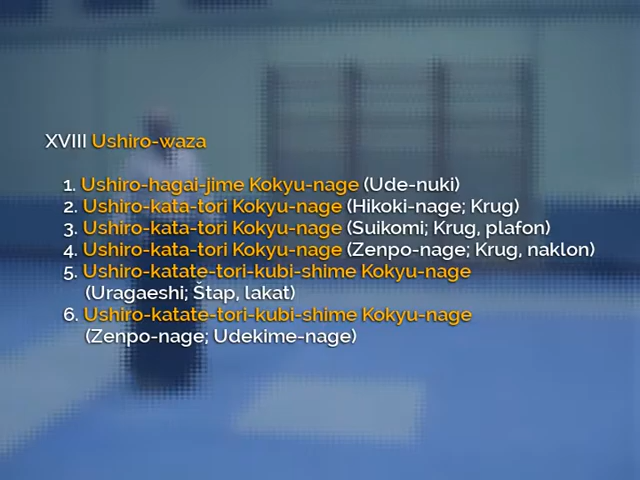 XVIII Ushiro-waza
1. Ushiro-hagai-jime Kokyu-nage (Ude-nuki)
2. Ushiro-kata-tori Kokyu-nage (Hikoki-nage; Krug)
3. Ushiro-kata-tori Kokyu-nage (Suikomi; Krug, plafon)
4. Ushiro-kata-tori Kokyu-nage (Zenpo-nage; Krug, naklon)
5. Ushiro-katate-tori-kubi-shime Kokyu-nage
(Uragaeshi; Štap, lakat)
6. Ushiro-katate-tori-kubi-shime Kokyu-nage
(Zenpo-nage; Udekime-nage)